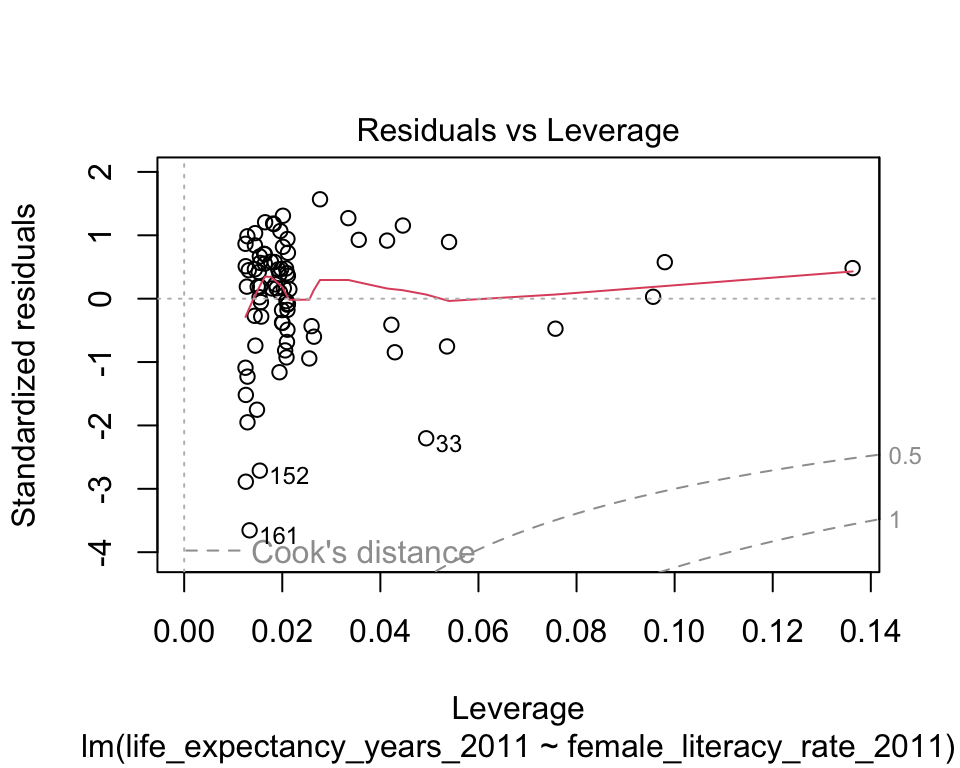 Residuals vs Leverage
Standardized residuals
2
1
0
-1
-2
-3
-4
33
152
161
Cook's distance
0.5
1
0.00 0.02 0.04 0.06 0.08 0.10 0.12 0.14
Leverage
lm(life_expectancy_years_2011 ~ female_literacy_rate_2011)